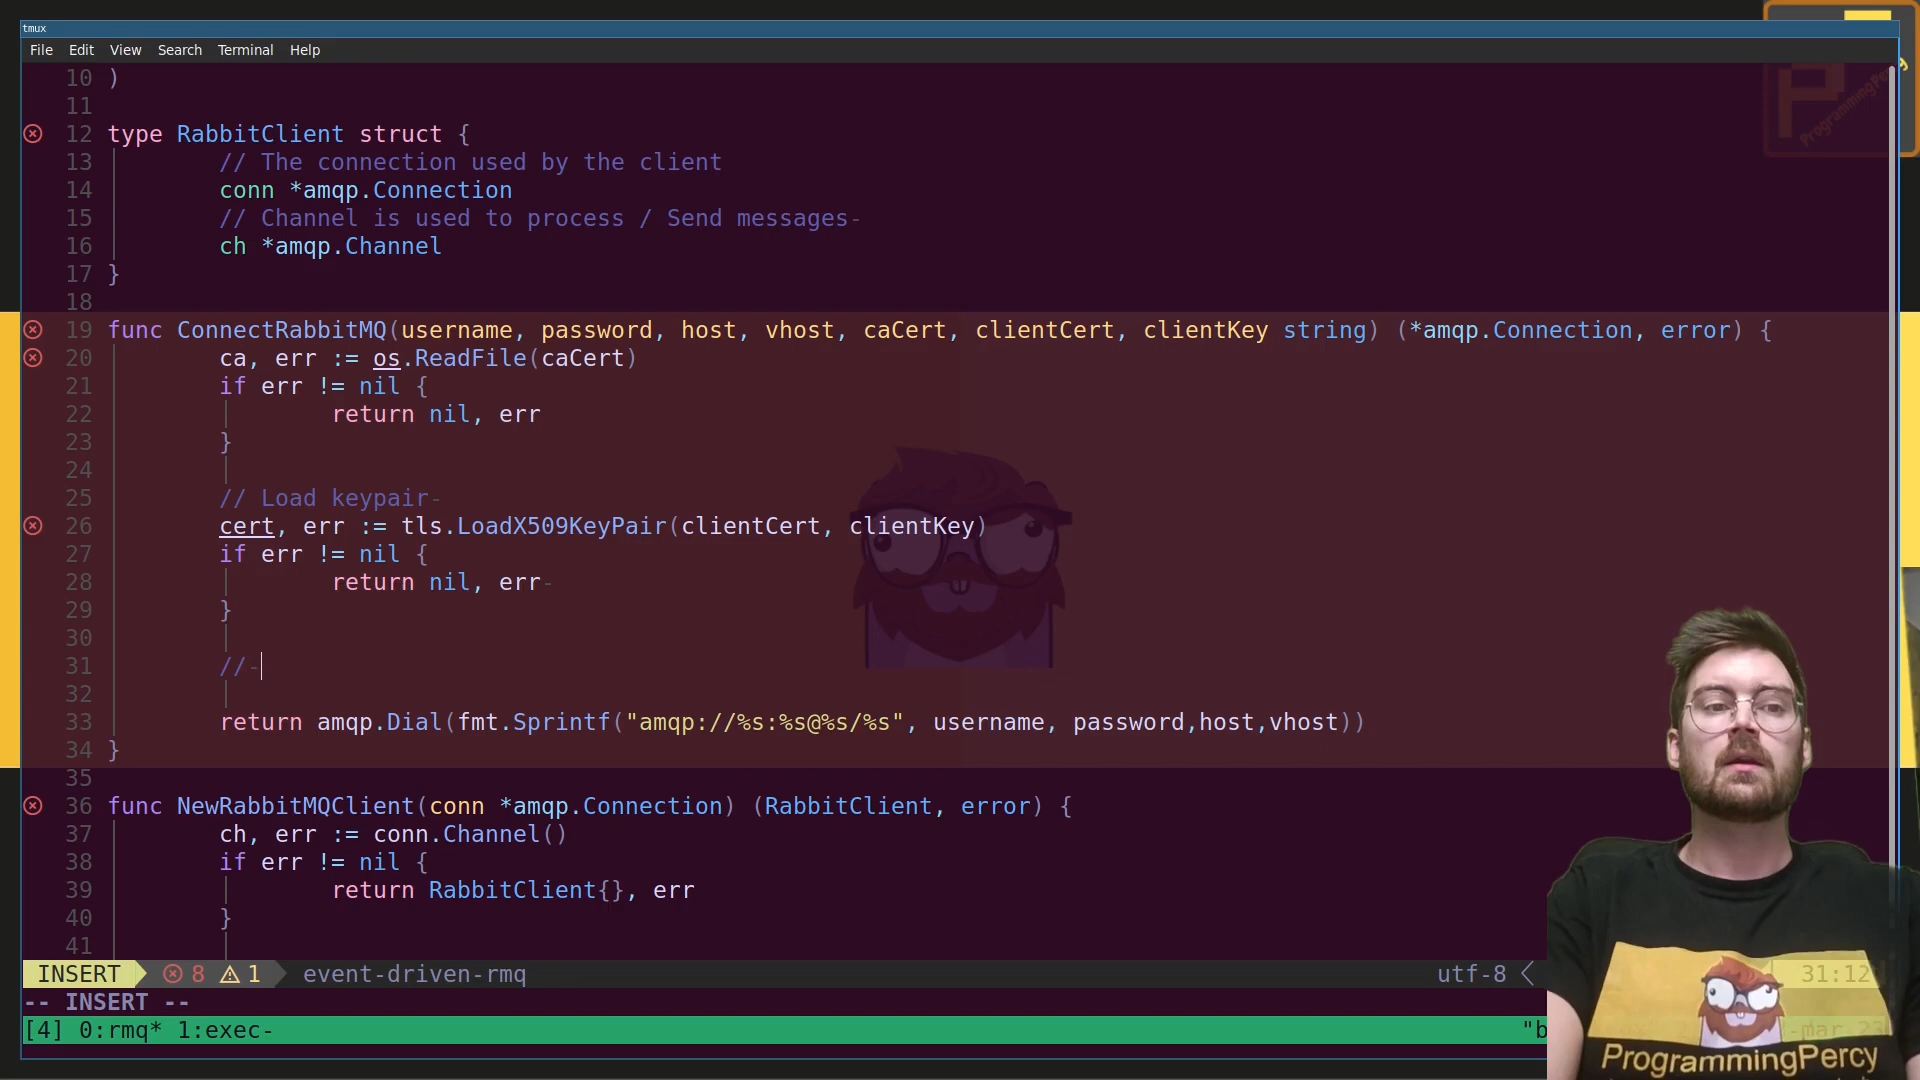 tmux
File Edit View Search Terminal Help
10 )
11
12 type RabbitClient struct {
13 // The connection used by the client
14 conn *amqp.Connection
15 // Channel is used to process / Send messages-
16 ch *amqp.Channel
17 }
18
19 func ConnectRabbitMQ(username, password, host, vhost, caCert, clientCert, clientKey string) (*amqp.Connection, error) {
20 ca, err := os.ReadFile(caCert)
21 if err != nil {
22 return nil, err
23 }
24
25 // Load keypair-
26 cert, err := tls.LoadX509KeyPair(clientCert, clientKey)
27 if err != nil {
28 return nil, err-
29 }
30
31 //-
32
33 return amqp.Dial(fmt.Sprintf("amqp://%s:%s@%s/%s", username, password,host,vhost))
34 }
35
36 func NewRabbitMQClient(conn *amqp.Connection) (RabbitClient, error) {
37 ch, err := conn.Channel()
38 if err != nil {
39 return RabbitClient{}, err
40 }
41
INSERT 8 1 event-driven-rmq utf-8 31:12
-- INSERT --
[4] 0:rmq* 1:exec- "b -mar 23
P
ProgrammingPercy
ProgrammingPercy